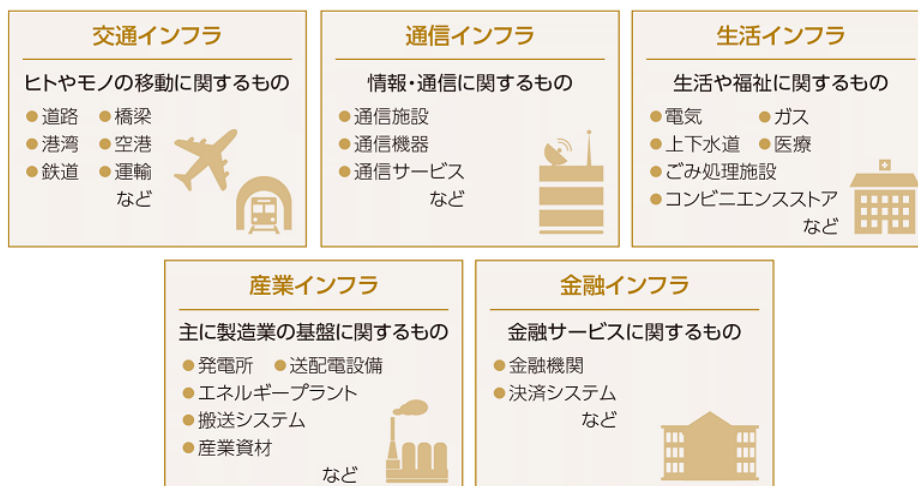 交通インフラ
ヒトやモノの移動に関するもの
●道路 ●橋梁
●港湾 ●空港
●鉄道 ●運輸
など
通信インフラ
情報・通信に関するもの
●通信施設
●通信機器
●通信サービス
など
生活インフラ
生活や福祉に関するもの
●電気 ●ガス
●上下水道 ●医療
●ごみ処理施設
●コンビニエンスストア
など
産業インフラ
主に製造業の基盤に関するもの
●発電所 ●送配電設備
●エネルギープラント
●搬送システム
●産業資材
など
金融インフラ
金融サービスに関するもの
●金融機関
●決済システム
など